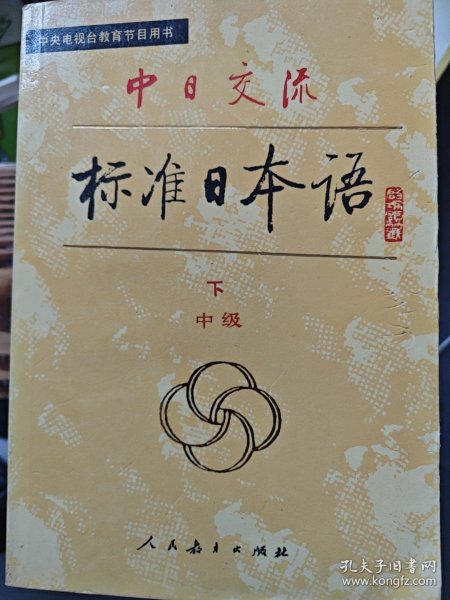 中央电视台教育节目用书
中日交流
标准日本语
下
中级
人民教育出版社
孔夫子旧书网
www.kongfz.com